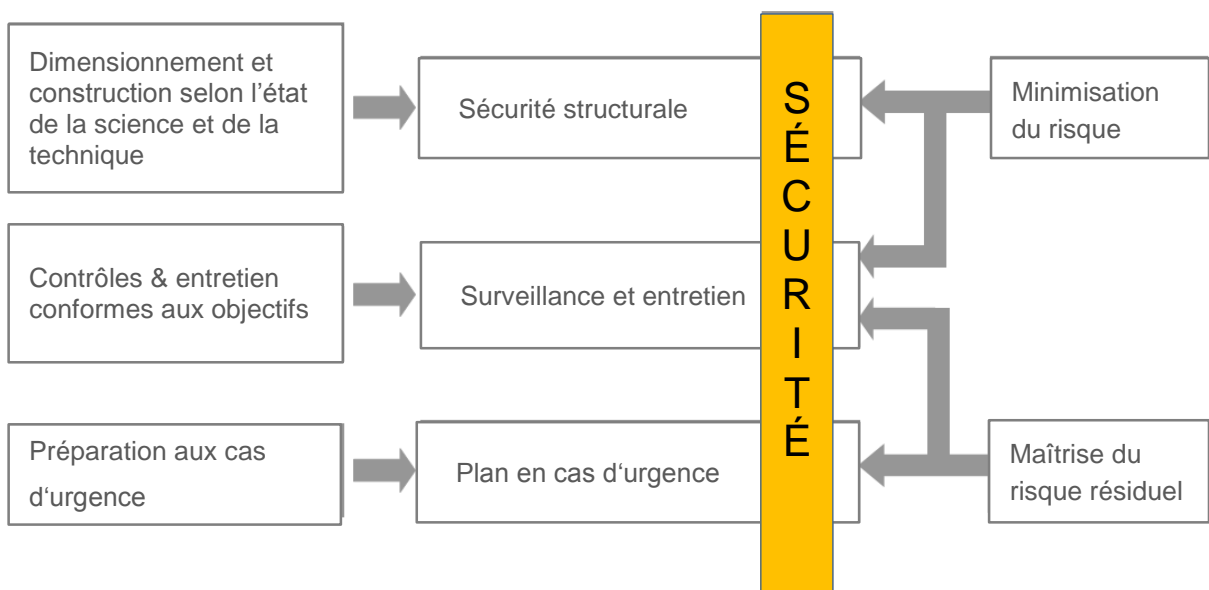 Dimensionnement et
construction selon l’état
de la science et de la
technique
Sécurité structurale
Minimisation
du risque
Contrôles & entretien
conformes aux objectifs
Surveillance et entretien
Préparation aux cas
d‘urgence
Plan en cas d‘urgence
Maîtrise du
risque résiduel
S
É
C
U
R
I
T
É